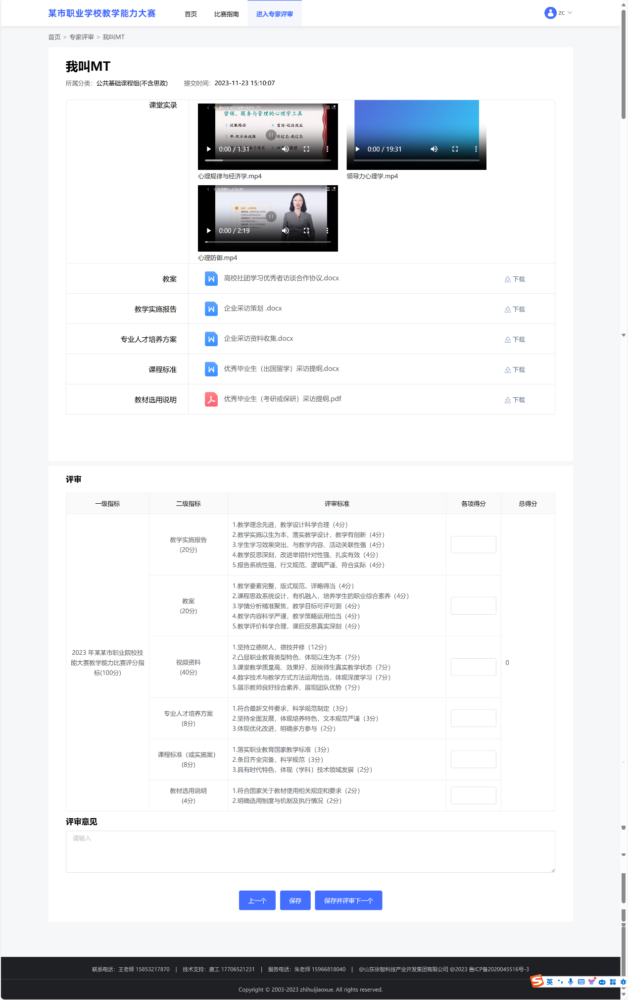 某市职业学校教学能力大赛 首页 比赛指南 进入专家评审 zc
首页 > 专家评审 > 我叫MT
我叫MT
所属分类：公共基础课程组(不含思政) 提交时间：2023-11-23 15:10:07
课堂实录
营销、服务与管理的心理学工具
1. 说服路径 4. 首因-近因效应
2. 单-双方面说服
0:00 / 1:31
0:00 / 19:31
心理规律与经济学.mp4
领导力心理学.mp4
0:00 / 2:19
心理防御.mp4
教案 高校社团学习优秀者访谈合作协议.docx 下载
教学实施报告 企业采访策划 .docx 下载
专业人才培养方案 企业采访资料收集.docx 下载
课程标准 优秀毕业生（出国留学）采访提纲.docx 下载
教材选用说明 优秀毕业生（考研或保研）采访提纲.pdf 下载
评审
一级指标 二级指标 评审标准 各项得分 总得分
2023 年某某市职业院校技
能大赛教学能力比赛评分指
标(100分)
教学实施报告
(20分)
1.教学理念先进，教学设计科学合理（4分）
2.教学实施以生为本，落实教学设计，教学有创新（4分）
3.学生学习效果突出，与教学内容、活动关联性强（4分）
4.教学反思深刻，改进举措针对性强、扎实有效（4分）
5.报告系统性强，行文规范、逻辑严谨、符合实际（4分）
教案
(20分)
1.教学要素完整，版式规范，详略得当（4分）
2.课程思政系统设计，有机融入，培养学生的职业综合素养（4分）
3.学情分析精准聚焦，教学目标可评可测（4分）
4.教学内容科学严谨，教学策略运用恰当（4分）
5.教学评价科学合理，课后反思真实深刻（4分）
视频资料
(40分)
1.坚持立德树人，德技并修（12分）
2.凸显职业教育类型特色，体现以生为本（7分）
3.课堂教学质量高、效果好，反映师生真实教学状态（7分）
4.数字技术与教学方式方法运用恰当，体现深度学习（7分）
5.展示教师良好综合素养，展现团队优势（7分）
0
专业人才培养方案
(8分)
1.符合最新文件要求，科学规范制定（3分）
2.坚持全面发展，体现培养特色，文本规范严谨（3分）
3.体现优化改进，明确多方参与（2分）
课程标准（或实施案）
(8分)
1.落实职业教育国家教学标准（3分）
2.条目齐全完备，科学规范（3分）
3.具有时代特色，体现（学科）技术领域发展（2分）
教材选用说明
(4分)
1.符合国家关于教材使用相关规定和要求（2分）
2.明确选用制度与机制及执行情况（2分）
评审意见
请输入
上一个 保存 保存并评审下一个
联系电话：王老师 15853217870 | 技术支持：唐工 17706521231 | 服务电话：朱老师 15966818040 | @山东依智科技产业开发集团有限公司 @2023 鲁ICP备2020045516号-3
英
Copyright © 2003-2023 zhihuijiaoxue. All rights reserved.